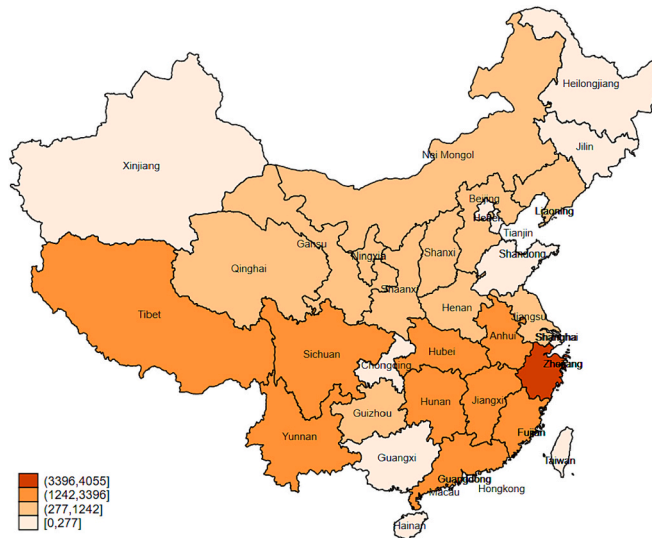 Heilongjiang
Jilin
Xinjiang
Nei Mongol
Beijing
Liaoning
Hebei
Tianjin
Gansu
Ningxia
Shanxi
Shandong
Qinghai
Shaanxi
Henan
Jiangsu
Tibet
Shanghai
Anhui
Sichuan
Hubei
Chongqing
Zhejiang
Hunan
Jiangxi
Guizhou
Yunnan
Fujian
Guangxi
Taiwan
Guangdong
Hongkong
Macau
Hainan
(3396,4055]
(1242,3396]
(277,1242]
[0,277]